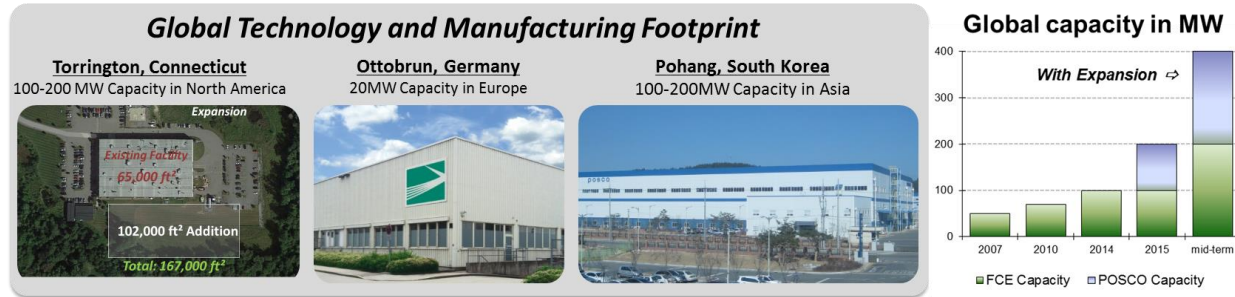 Global Technology and Manufacturing Footprint
Torrington, Connecticut
100-200 MW Capacity in North America
Expansion
Existing Facility
65,000 ft²
102,000 ft² Addition
Total: 167,000 ft²
Ottobrun, Germany
20MW Capacity in Europe
Pohang, South Korea
100-200MW Capacity in Asia
posco
Global capacity in MW
With Expansion ⇨
400
300
200
100
0
2007 2010 2014 2015 mid-term
FCE Capacity POSCO Capacity